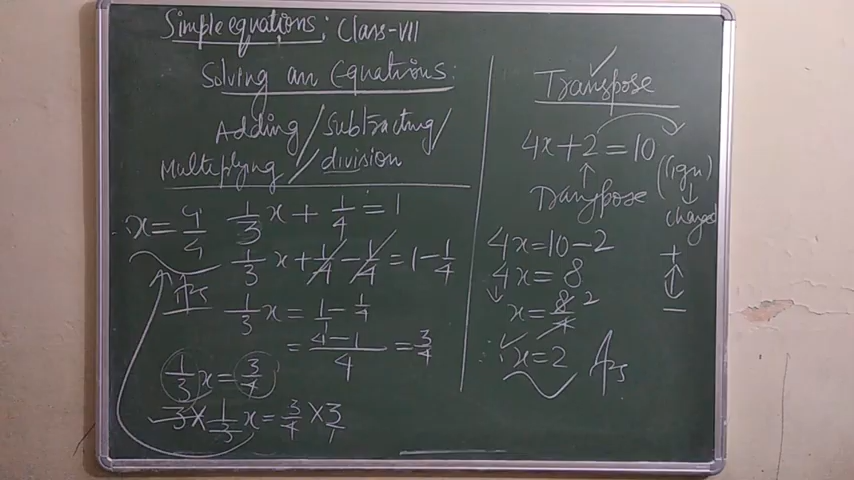 Simple equations: Class-VII
Solving an Equations:
Adding/Subtracting/
Multiplying//division
1/3 x + 1/4 = 1
1/3 x + 1/4 - 1/4 = 1 - 1/4
1/3 x = 1/1 - 1/4
= 4-1/4 = 3/4
1/3 x = 3/4
3 × 1/3 x = 3/4 × 3/1
∴ x = 9/4
Ans
Transpose
4x + 2 = 10
Transpose
(Sign)
changed
+
−
4x = 10 - 2
4x = 8
x = 8/4 2
∴ x = 2 Ans